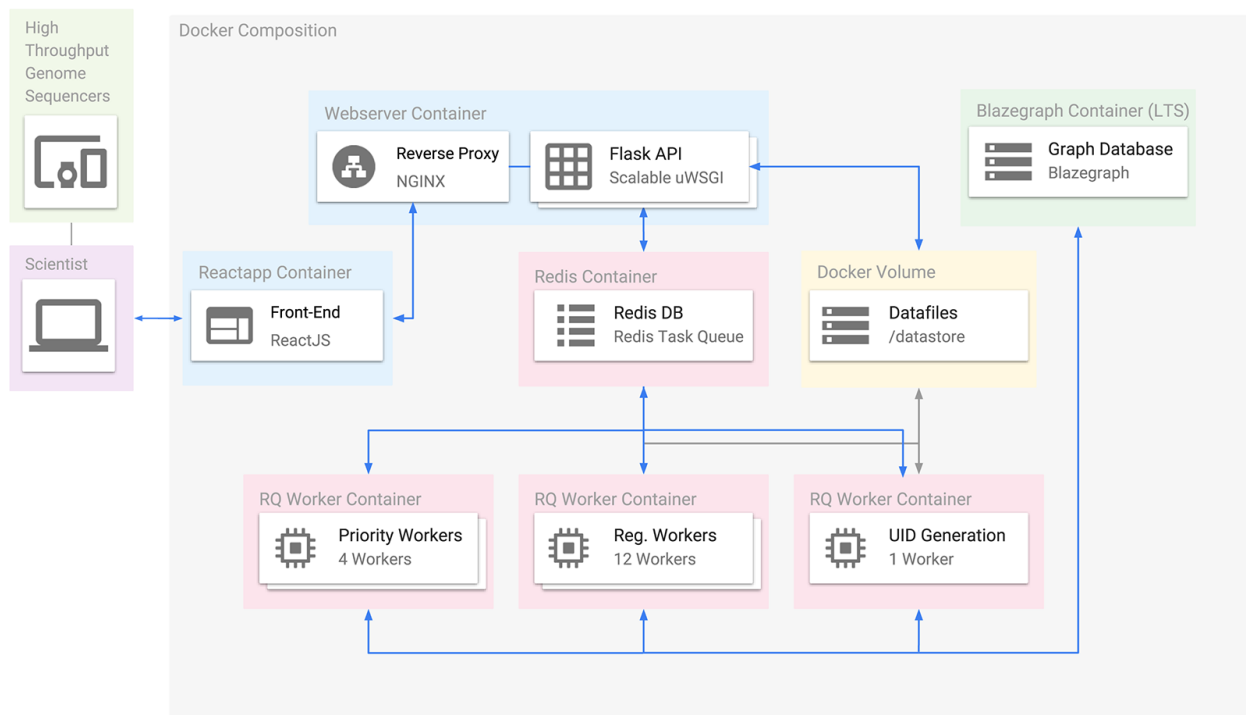 High
Throughput
Genome
Sequencers
Scientist
Docker Composition
Webserver Container
Reverse Proxy
NGINX
Flask API
Scalable uWSGI
Blazegraph Container (LTS)
Graph Database
Blazegraph
Reactapp Container
Front-End
ReactJS
Redis Container
Redis DB
Redis Task Queue
Docker Volume
Datafiles
/datastore
RQ Worker Container
Priority Workers
4 Workers
RQ Worker Container
Reg. Workers
12 Workers
RQ Worker Container
UID Generation
1 Worker